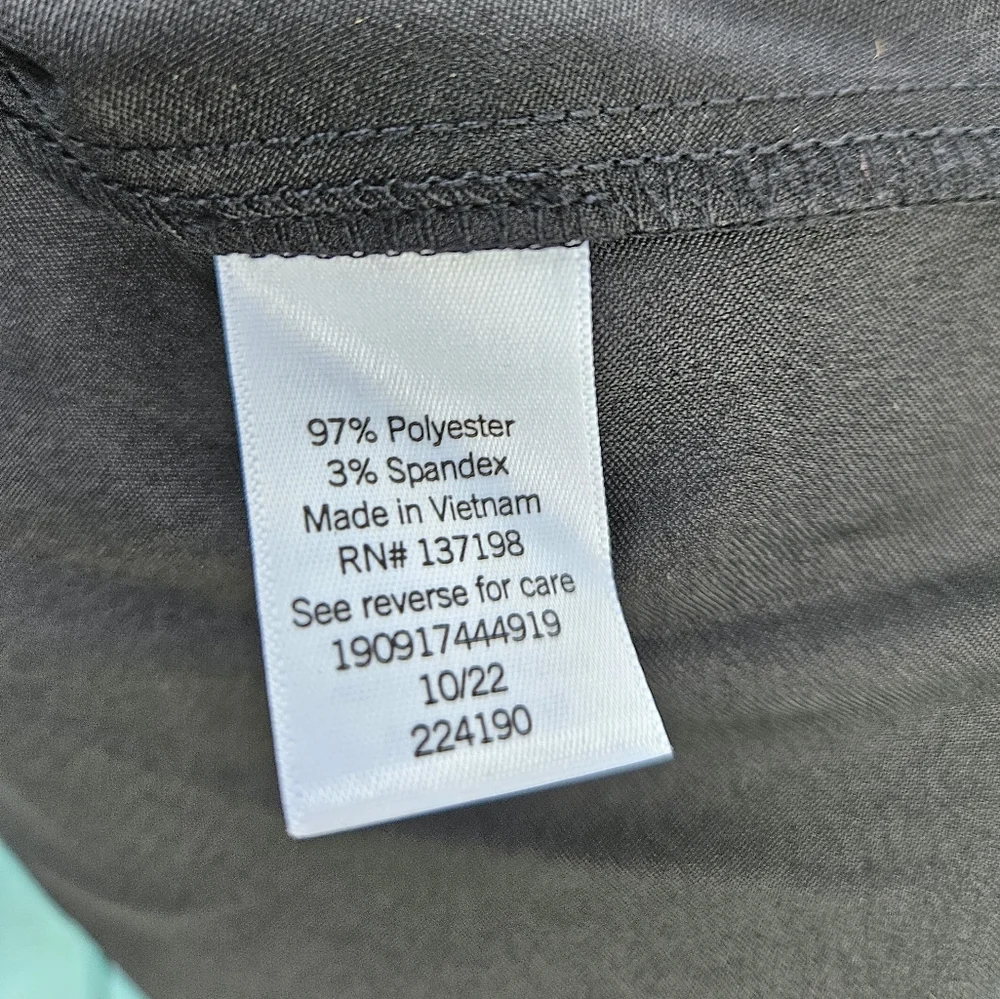 97% Polyester
3% Spandex
Made in Vietnam
RN# 137198
See reverse for care
190917444919
10/22
224190